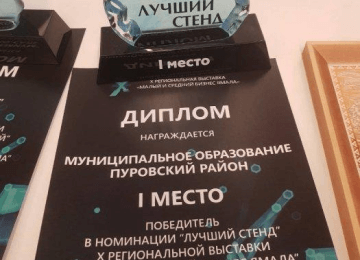 ЛУЧШИЙ
СТЕНД
I МЕСТО
X РЕГИОНАЛЬНАЯ ВЫСТАВКА
"МАЛЫЙ И СРЕДНИЙ БИЗНЕС ЯМАЛА"
ДИПЛОМ
НАГРАЖДАЕТСЯ
МУНИЦИПАЛЬНОЕ ОБРАЗОВАНИЕ
ПУРОВСКИЙ РАЙОН
I МЕСТО
ПОБЕДИТЕЛЬ
В НОМИНАЦИИ "ЛУЧШИЙ СТЕНД"
X РЕГИОНАЛЬНОЙ ВЫСТАВКИ
ЯМАЛА"